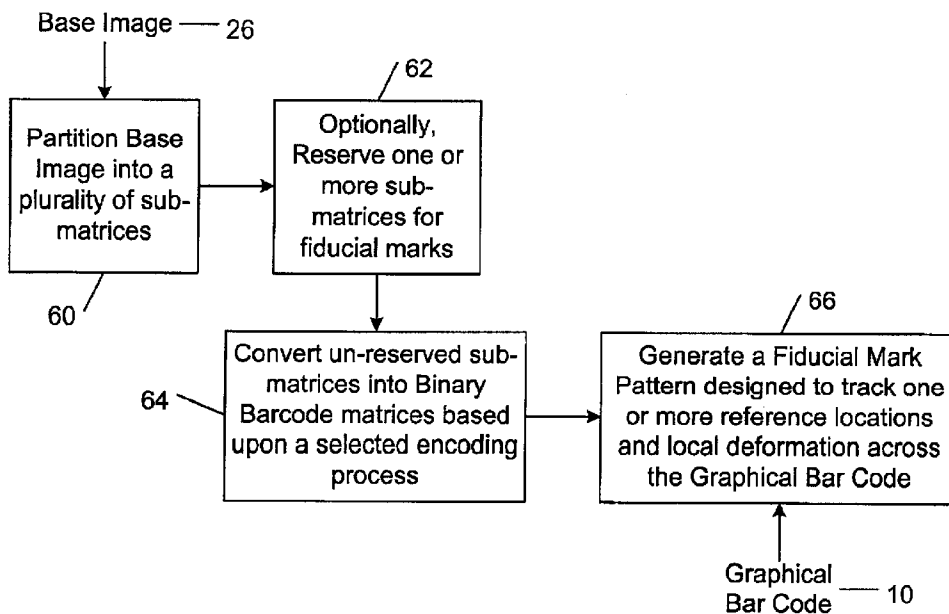 Base Image
26
Partition Base
Image into a
plurality of sub-
matrices
60
62
Optionally,
Reserve one or
more sub-
matrices for
fiducial marks
64
Convert un-reserved sub-
matrices into Binary
Barcode matrices based
upon a selected encoding
process
66
Generate a Fiducial Mark
Pattern designed to track one
or more reference locations
and local deformation across
the Graphical Bar Code
Graphical
Bar Code
10